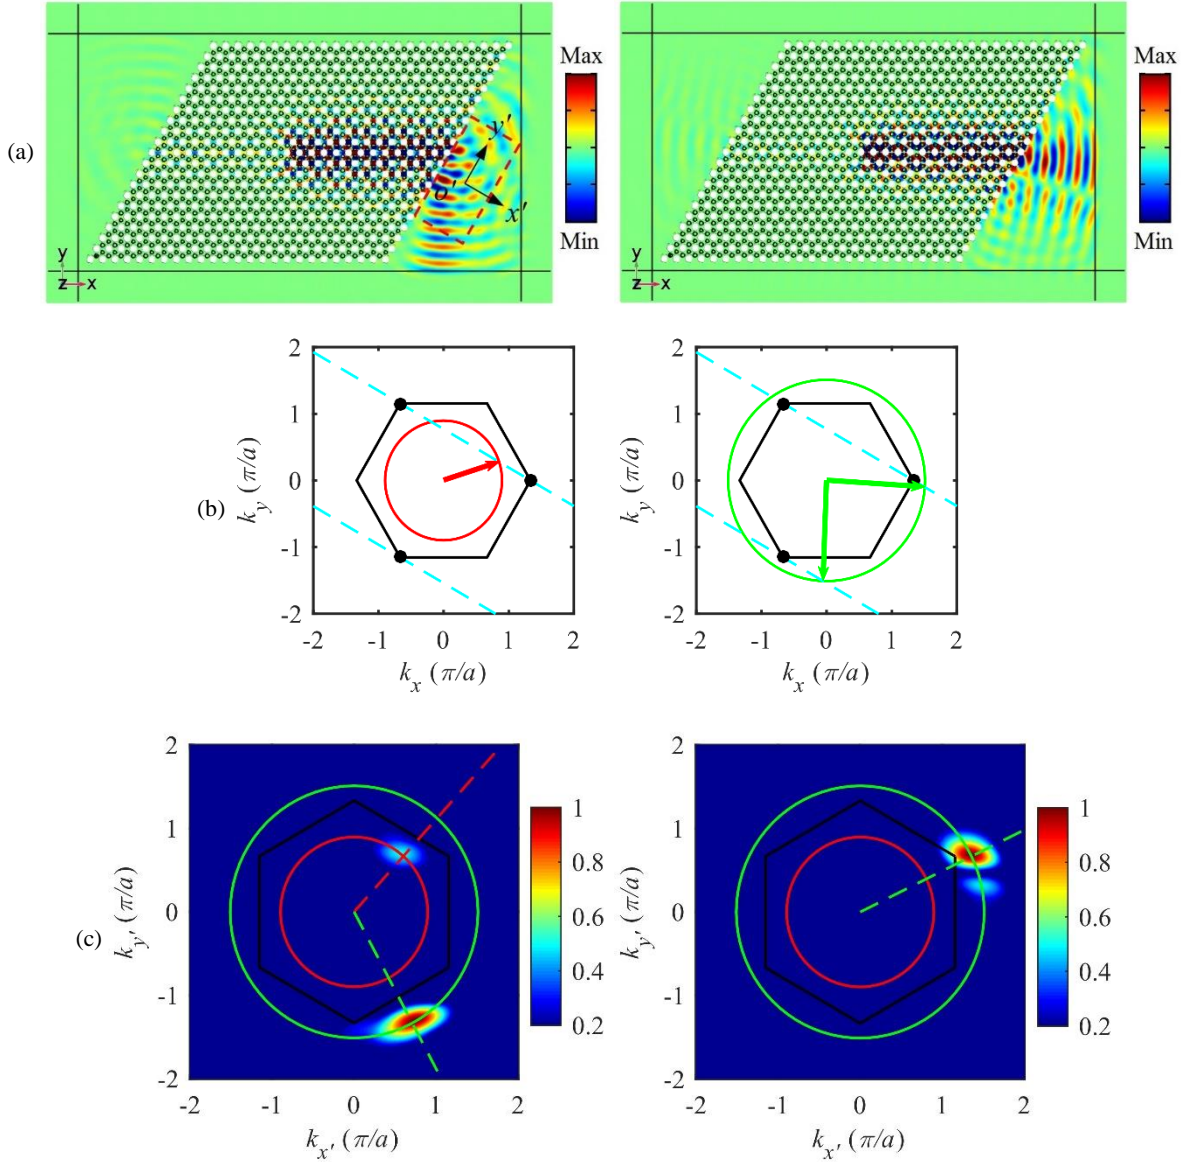 (a)
Max
Min
y
z x
y'
o'
x'
Max
Min
y
z x
(b)
k_y (π/a)
2
1
0
-1
-2
-2 -1 0 1 2
k_x (π/a)
k_y (π/a)
2
1
0
-1
-2
-2 -1 0 1 2
k_x (π/a)
(c)
k_y' (π/a)
2
1
0
-1
-2
-2 -1 0 1 2
k_x' (π/a)
1
0.8
0.6
0.4
0.2
k_y' (π/a)
2
1
0
-1
-2
-2 -1 0 1 2
k_x' (π/a)
1
0.8
0.6
0.4
0.2